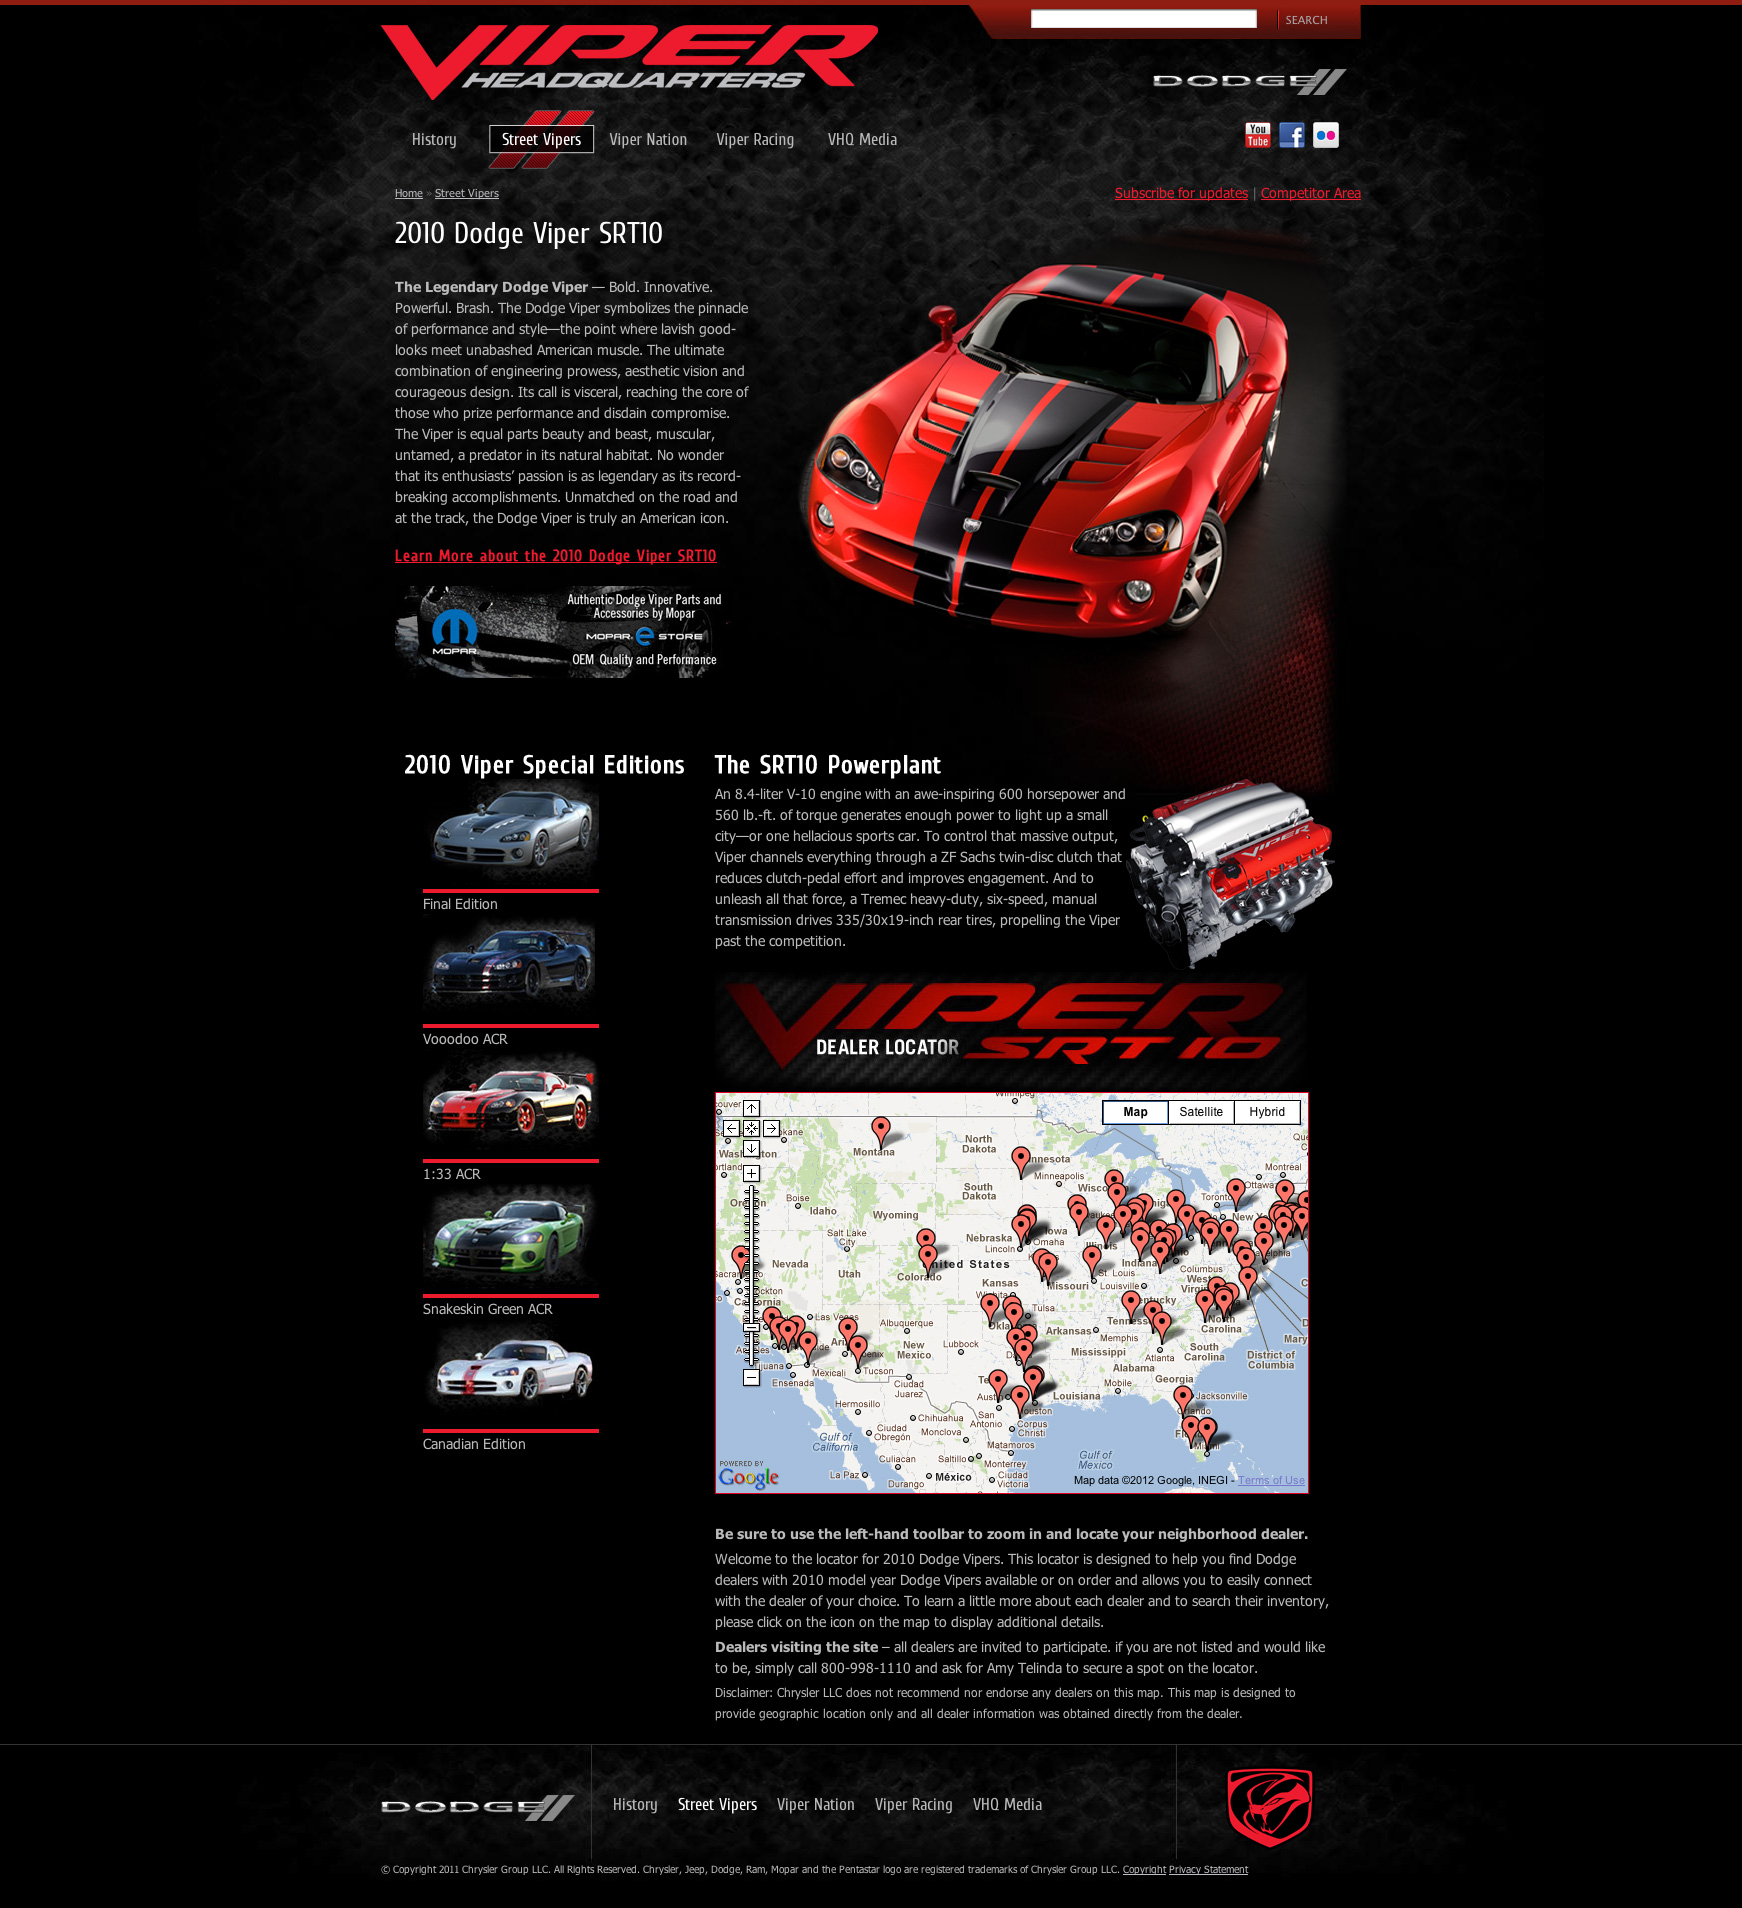 SEARCH
VIPER
HEADQUARTERS
DODGE
History
Street Vipers
Viper Nation
Viper Racing
VHQ Media
You
Tube
Home » Street Vipers
Subscribe for updates | Competitor Area
2010 Dodge Viper SRT10
The Legendary Dodge Viper — Bold. Innovative.
Powerful. Brash. The Dodge Viper symbolizes the pinnacle
of performance and style—the point where lavish good-
looks meet unabashed American muscle. The ultimate
combination of engineering prowess, aesthetic vision and
courageous design. Its call is visceral, reaching the core of
those who prize performance and disdain compromise.
The Viper is equal parts beauty and beast, muscular,
untamed, a predator in its natural habitat. No wonder
that its enthusiasts’ passion is as legendary as its record-
breaking accomplishments. Unmatched on the road and
at the track, the Dodge Viper is truly an American icon.
Learn More about the 2010 Dodge Viper SRT10
Authentic Dodge Viper Parts and
Accessories by Mopar
MOPAR
MOPAR e STORE
OEM Quality and Performance
2010 Viper Special Editions
Final Edition
Vooodoo ACR
1:33 ACR
Snakeskin Green ACR
Canadian Edition
The SRT10 Powerplant
An 8.4-liter V-10 engine with an awe-inspiring 600 horsepower and
560 lb.-ft. of torque generates enough power to light up a small
city—or one hellacious sports car. To control that massive output,
Viper channels everything through a ZF Sachs twin-disc clutch that
reduces clutch-pedal effort and improves engagement. And to
unleash all that force, a Tremec heavy-duty, six-speed, manual
transmission drives 335/30x19-inch rear tires, propelling the Viper
past the competition.
VIPER
VIPER
DEALER LOCATOR
SRT 10
Map
Satellite
Hybrid
Montana
North
Dakota
Minneapolis
South
Dakota
Boise
Idaho
Wyoming
Montréal
Ottawa
Toronto
Salt Lake
City
Nebraska
Iowa
Lincoln
Omaha
Nevada
Utah
Colorado
United States
Kansas
Missouri
St. Louis
Indiana
Columbus
Louisville
Wichita
Tulsa
Las Vegas
Albuquerque
New
Mexico
Lubbock
Arkansas
Memphis
North
Carolina
South
Carolina
Mississippi
Atlanta
Alabama
Georgia
District of
Columbia
Mexicali
Tucson
Ensenada
Ciudad
Juarez
Austin
Louisiana
Mobile
Jacksonville
Hermosillo
Chihuahua
San
Antonio
Houston
Corpus
Christi
Ciudad
Obregón
Monclova
Matamoros
Gulf of
California
Gulf of
Mexico
Culiacan
Saltillo
Monterrey
La Paz
Durango
México
Ciudad
Victoria
POWERED BY
Google
Map data ©2012 Google, INEGI - Terms of Use
Be sure to use the left-hand toolbar to zoom in and locate your neighborhood dealer.
Welcome to the locator for 2010 Dodge Vipers. This locator is designed to help you find Dodge
dealers with 2010 model year Dodge Vipers available or on order and allows you to easily connect
with the dealer of your choice. To learn a little more about each dealer and to search their inventory,
please click on the icon on the map to display additional details.
Dealers visiting the site – all dealers are invited to participate. if you are not listed and would like
to be, simply call 800-998-1110 and ask for Amy Telinda to secure a spot on the locator.
Disclaimer: Chrysler LLC does not recommend nor endorse any dealers on this map. This map is designed to
provide geographic location only and all dealer information was obtained directly from the dealer.
DODGE
History
Street Vipers
Viper Nation
Viper Racing
VHQ Media
© Copyright 2011 Chrysler Group LLC. All Rights Reserved. Chrysler, Jeep, Dodge, Ram, Mopar and the Pentastar logo are registered trademarks of Chrysler Group LLC. Copyright Privacy Statement